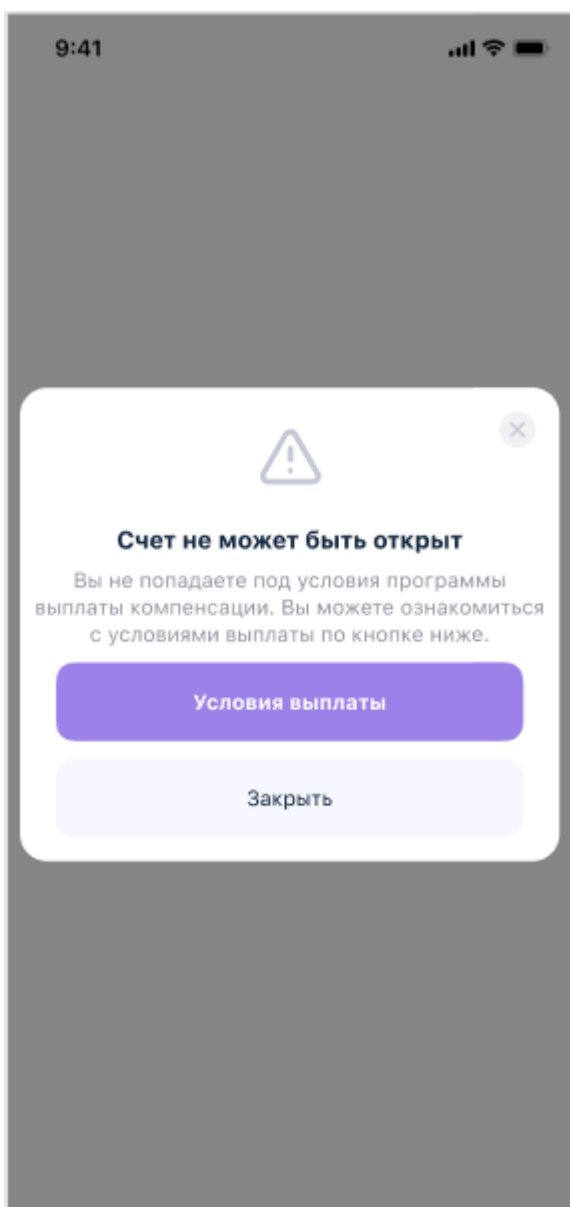 9:41
Счет не может быть открыт
Вы не попадаете под условия программы
выплаты компенсации. Вы можете ознакомиться
с условиями выплаты по кнопке ниже.
Условия выплаты
Закрыть